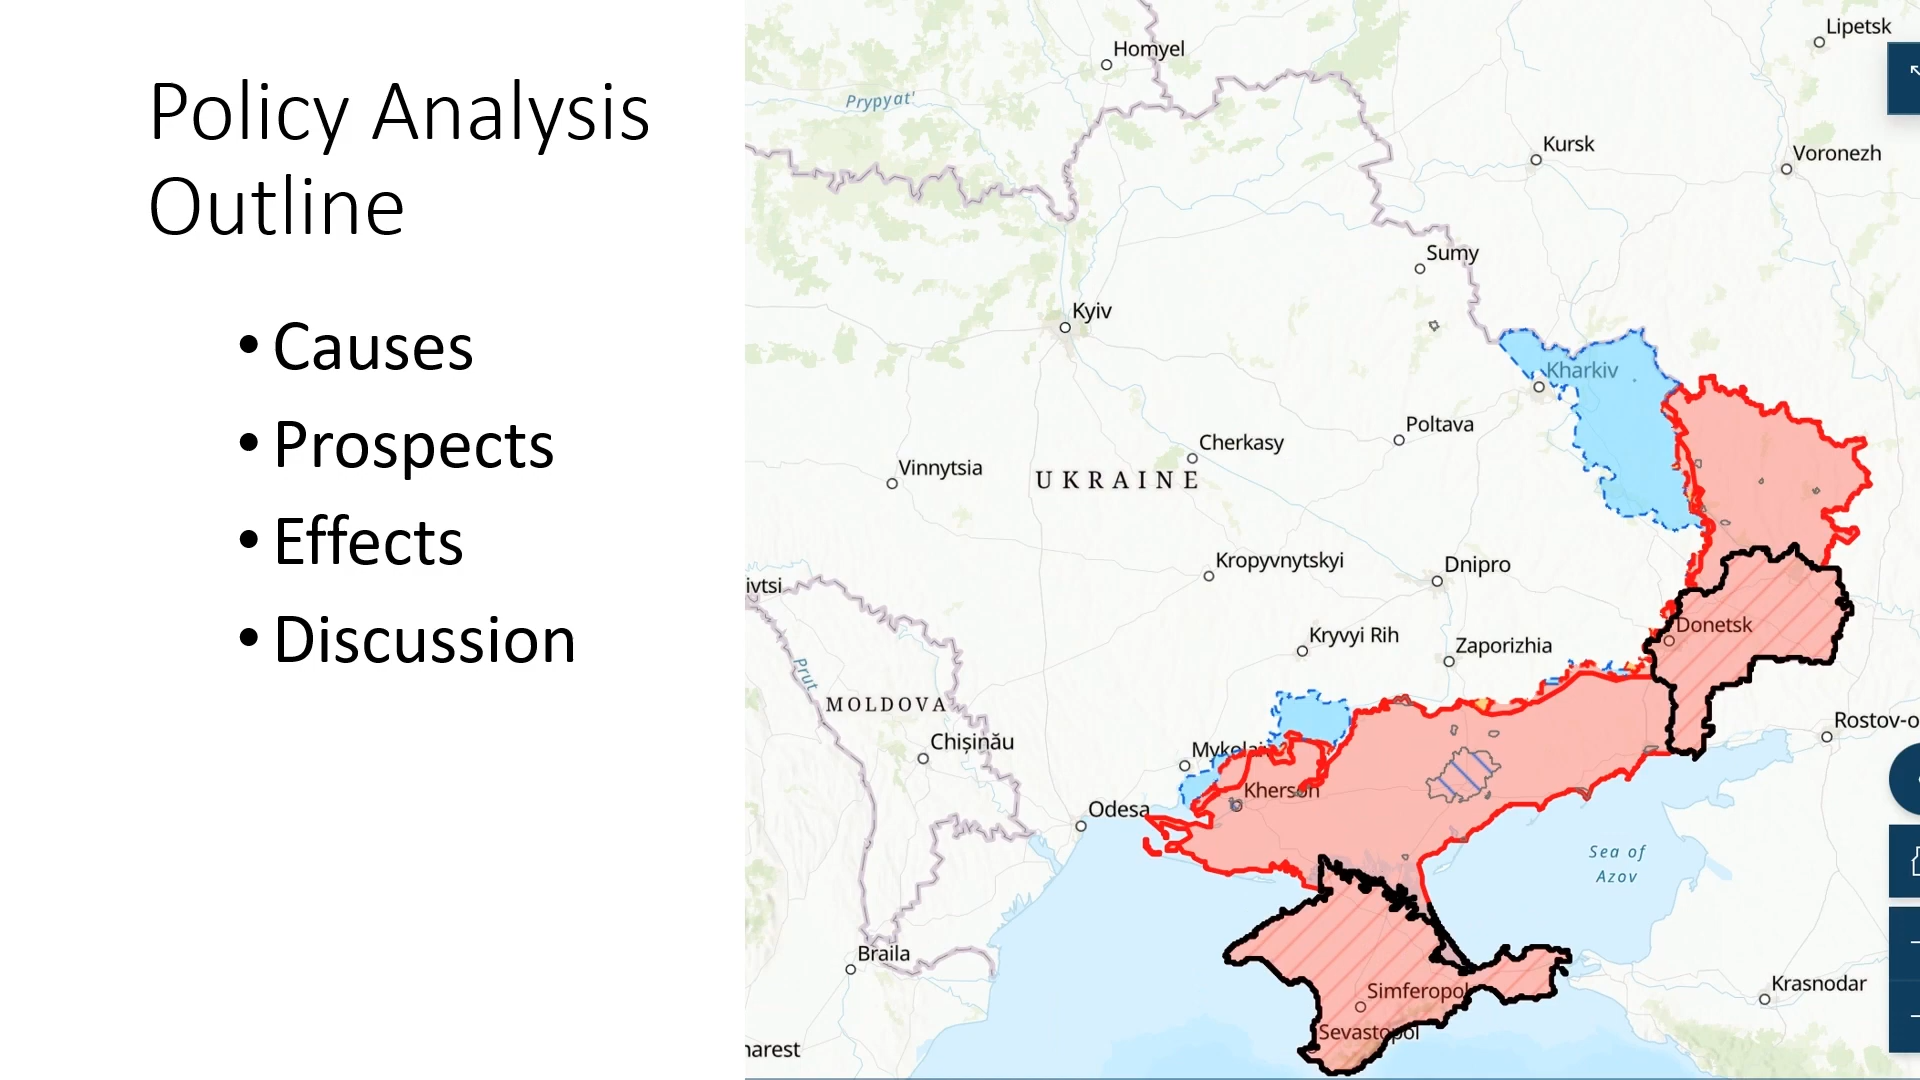 Policy Analysis
Outline
• Causes
• Prospects
• Effects
• Discussion
Lipetsk
Homyel
Prypyat'
Kursk
Voronezh
Sumy
Kyiv
Kharkiv
Poltava
Cherkasy
Vinnytsia
UKRAINE
Kropyvnytskyi
Dnipro
ivtsi
Donetsk
Kryvyi Rih
Zaporizhia
Prut
MOLDOVA
Rostov-o
Chișinău
Kherson
Odesa
Sea of
Azov
Braila
Krasnodar
Simferopol
Sevastopol
harest